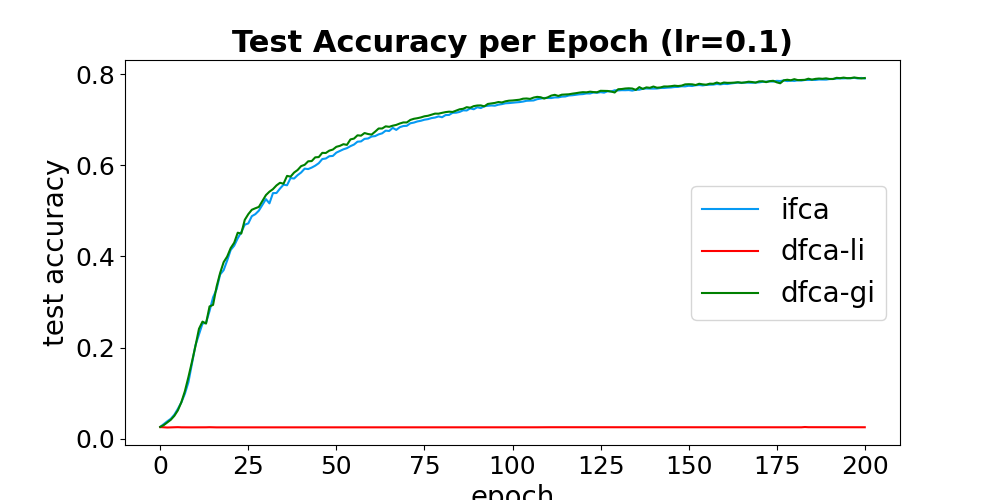 Test Accuracy per Epoch (lr=0.1)
test accuracy
0.8
0.6
0.4
0.2
0.0
ifca
dfca-li
dfca-gi
0 25 50 75 100 125 150 175 200
epoch